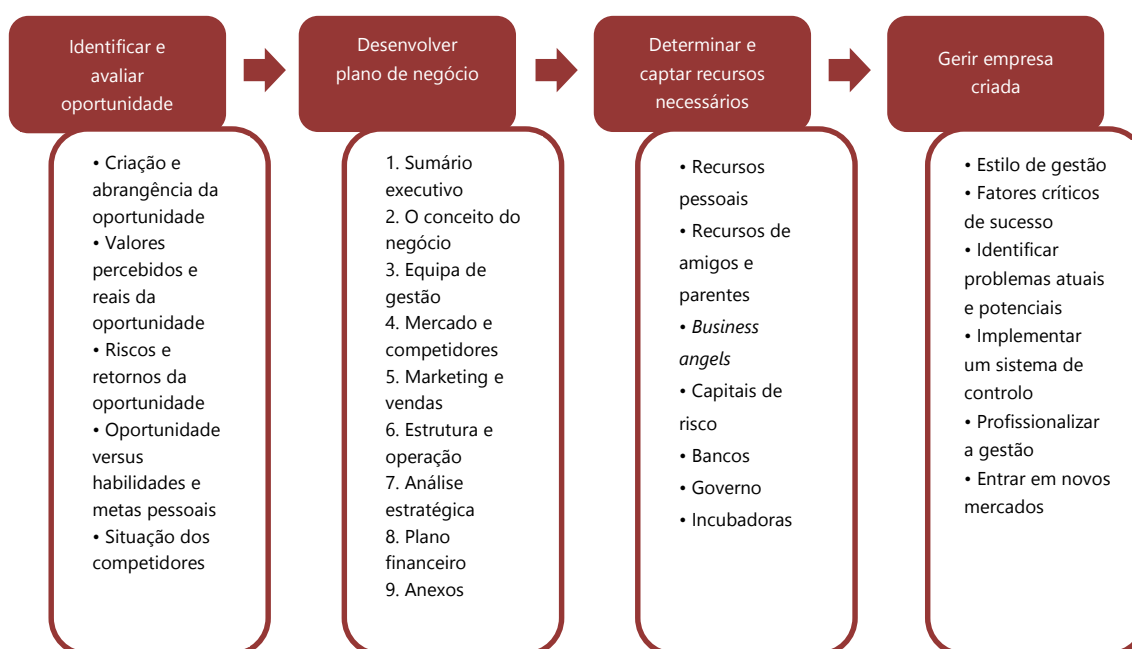 Identificar e
avaliar
oportunidade
• Criação e
abrangência da
oportunidade
• Valores
percebidos e
reais da
oportunidade
• Riscos e
retornos da
oportunidade
• Oportunidade
versus
habilidades e
metas pessoais
• Situação dos
competidores
Desenvolver
plano de negócio
1. Sumário
executivo
2. O conceito do
negócio
3. Equipa de
gestão
4. Mercado e
competidores
5. Marketing e
vendas
6. Estrutura e
operação
7. Análise
estratégica
8. Plano
financeiro
9. Anexos
Determinar e
captar recursos
necessários
• Recursos
pessoais
• Recursos de
amigos e
parentes
• Business
angels
• Capitais de
risco
• Bancos
• Governo
• Incubadoras
Gerir empresa
criada
• Estilo de gestão
• Fatores críticos
de sucesso
• Identificar
problemas atuais
e potenciais
• Implementar
um sistema de
controlo
• Profissionalizar
a gestão
• Entrar em novos
mercados